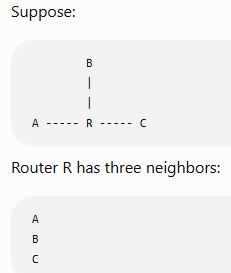 Suppose:
B
|
|
A ----- R ----- C
Router R has three neighbors:
A
B
C